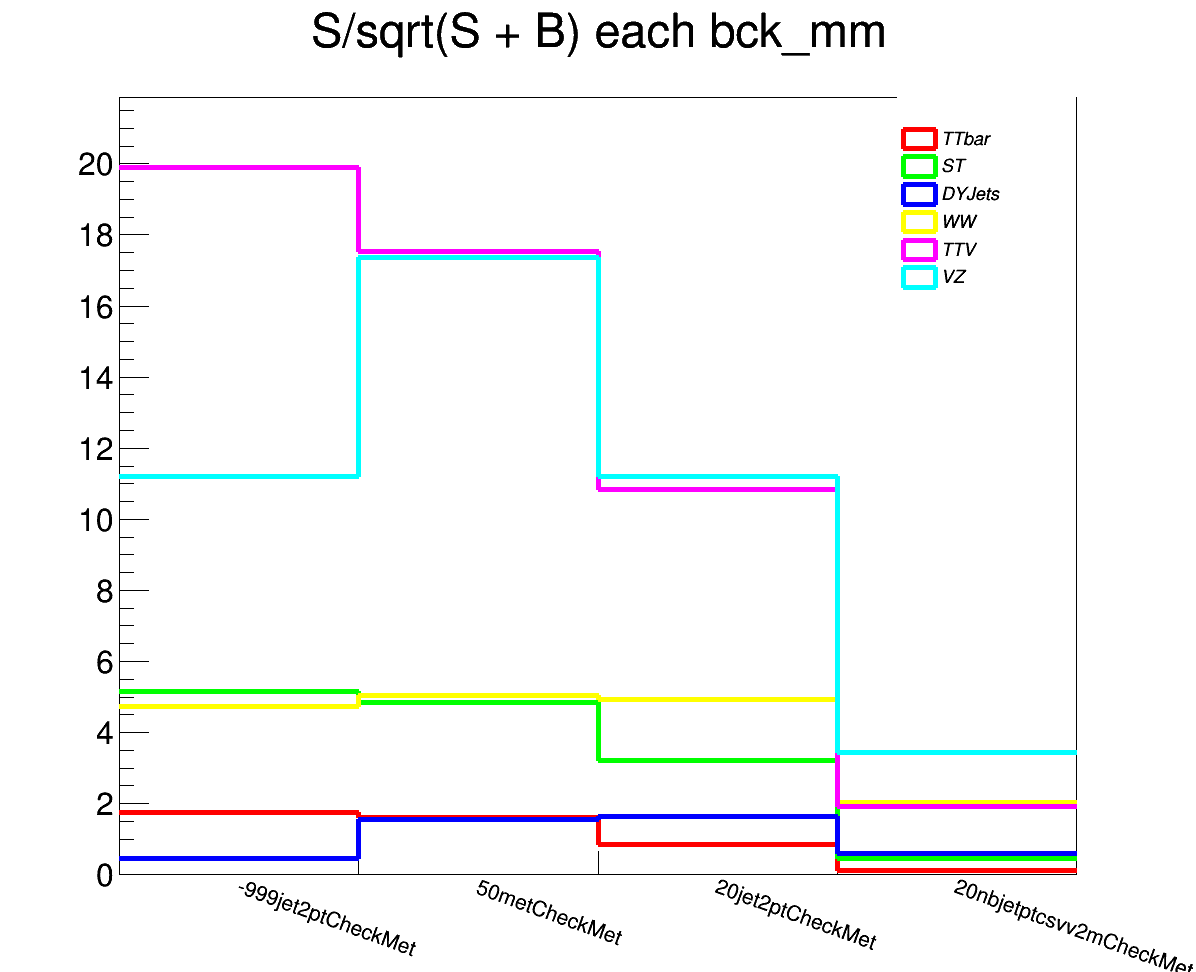 S/sqrt(S + B) each bck_mm
TTbar
ST
DYJets
WW
TTV
VZ
20
18
16
14
12
10
8
6
4
2
0
-999jet2ptCheckMet
50metCheckMet
20jet2ptCheckMet
20nbjetptcsvv2mCheckMet